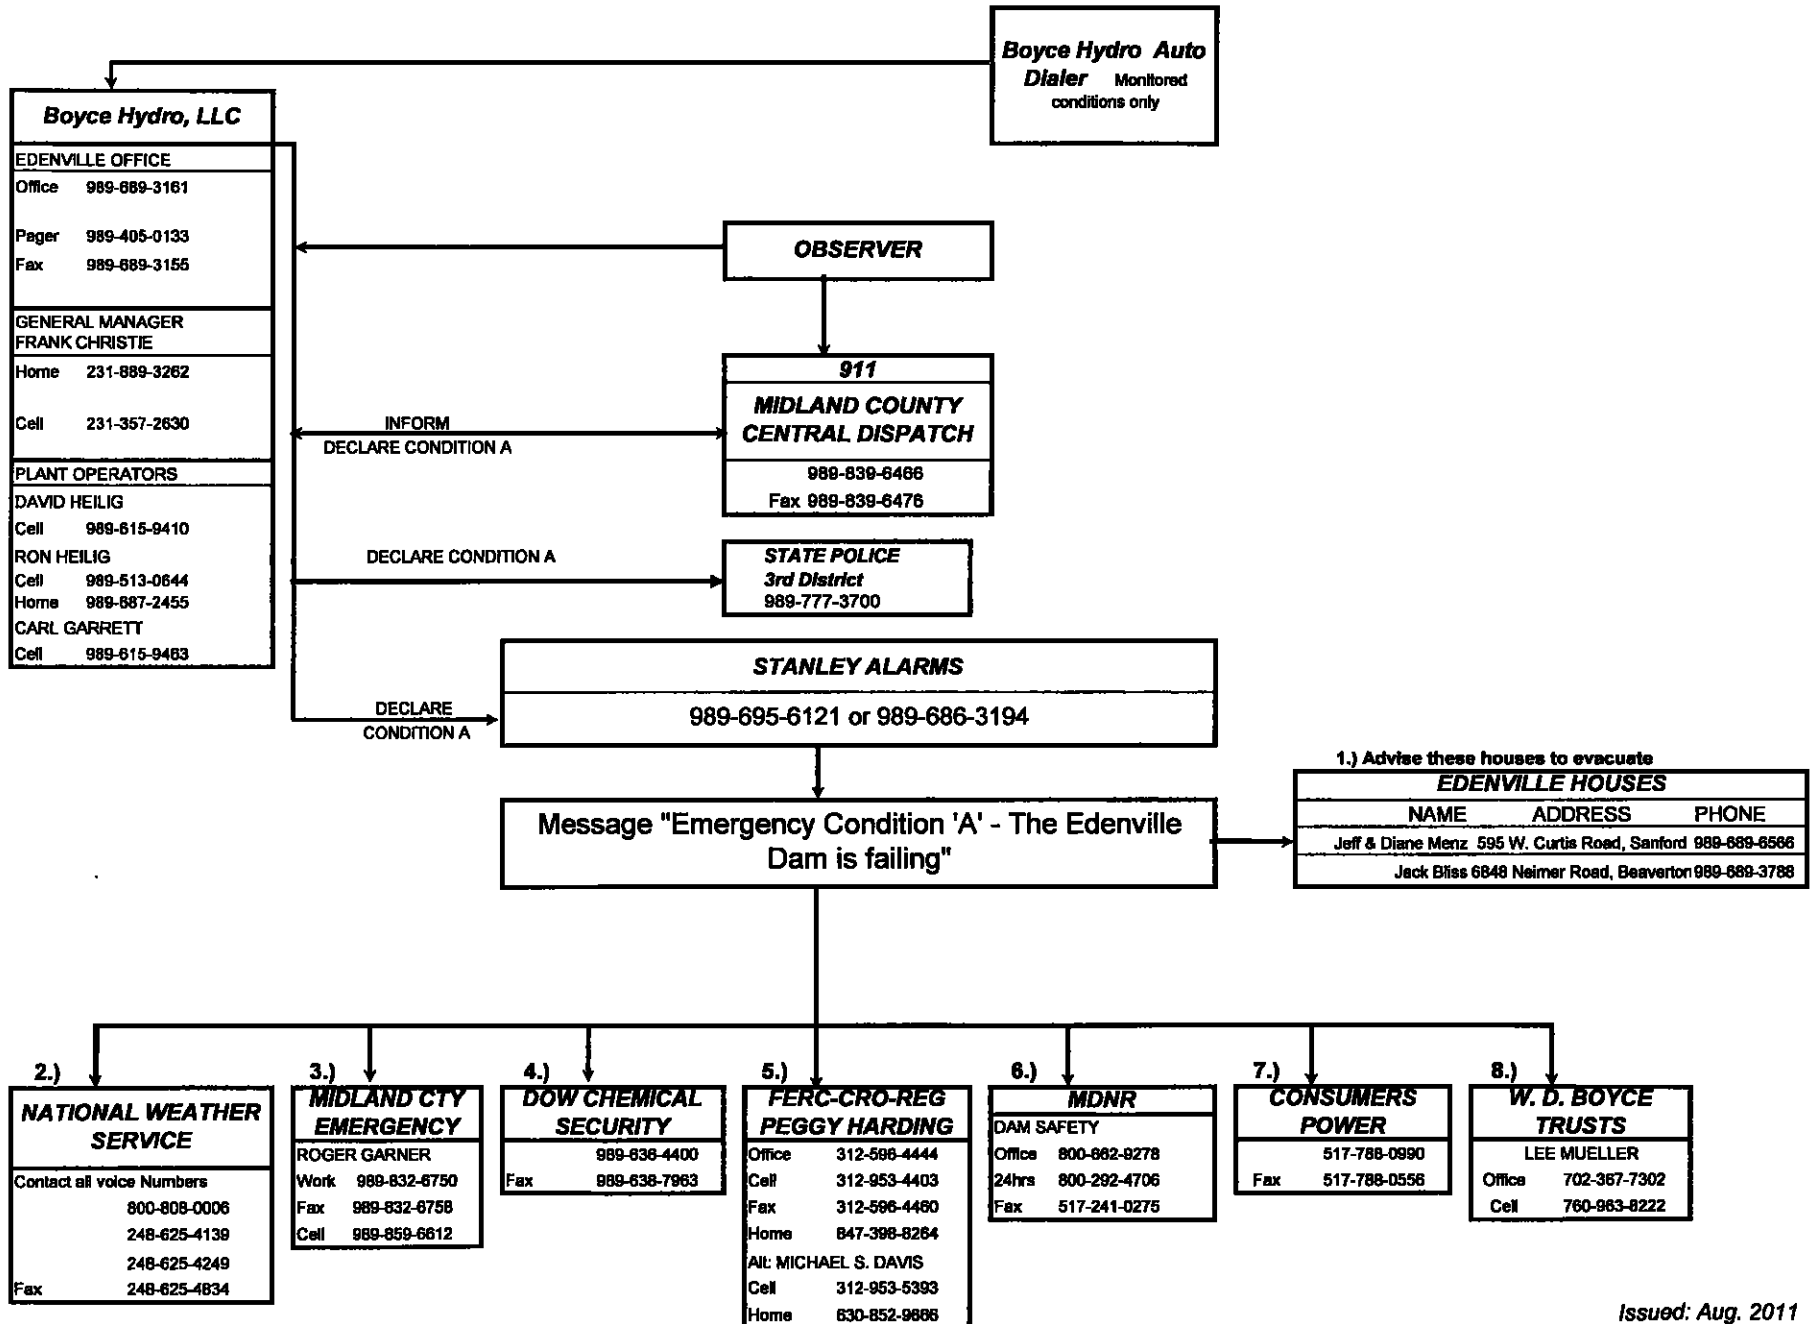 Boyce Hydro Auto
Dialer Monitored
conditions only
Boyce Hydro, LLC
EDENVILLE OFFICE
Office 989-689-3161
Pager 989-405-0133
Fax 989-689-3155
GENERAL MANAGER
FRANK CHRISTIE
Home 231-889-3262
Cell 231-357-2630
PLANT OPERATORS
DAVID HEILIG
Cell 989-615-9410
RON HEILIG
Cell 989-513-0644
Home 989-687-2455
CARL GARRETT
Cell 989-615-9463
OBSERVER
911
MIDLAND COUNTY
CENTRAL DISPATCH
989-839-6466
Fax 989-839-6476
INFORM
DECLARE CONDITION A
DECLARE CONDITION A
STATE POLICE
3rd District
989-777-3700
DECLARE
CONDITION A
STANLEY ALARMS
989-695-6121 or 989-686-3194
Message "Emergency Condition 'A' - The Edenville
Dam is failing"
1.) Advise these houses to evacuate
EDENVILLE HOUSES
NAME ADDRESS PHONE
Jeff & Diane Menz 595 W. Curtis Road, Sanford 989-689-6566
Jack Bliss 6848 Neimer Road, Beaverton 989-689-3788
2.)
NATIONAL WEATHER
SERVICE
Contact all voice Numbers
800-808-0006
248-625-4139
248-625-4249
Fax 248-625-4834
3.)
MIDLAND CTY
EMERGENCY
ROGER GARNER
Work 989-832-6750
Fax 989-832-6758
Cell 989-859-6612
4.)
DOW CHEMICAL
SECURITY
989-636-4400
Fax 989-638-7963
5.)
FERC-CRO-REG
PEGGY HARDING
Office 312-596-4444
Cell 312-953-4403
Fax 312-596-4460
Home 847-398-8264
Alt: MICHAEL S. DAVIS
Cell 312-953-5393
Home 630-852-9666
6.)
MDNR
DAM SAFETY
Office 800-662-9278
24hrs 800-292-4706
Fax 517-241-0275
7.)
CONSUMERS
POWER
517-788-0990
Fax 517-788-0556
8.)
W. D. BOYCE
TRUSTS
LEE MUELLER
Office 702-367-7302
Cell 760-963-8222
Issued: Aug. 2011